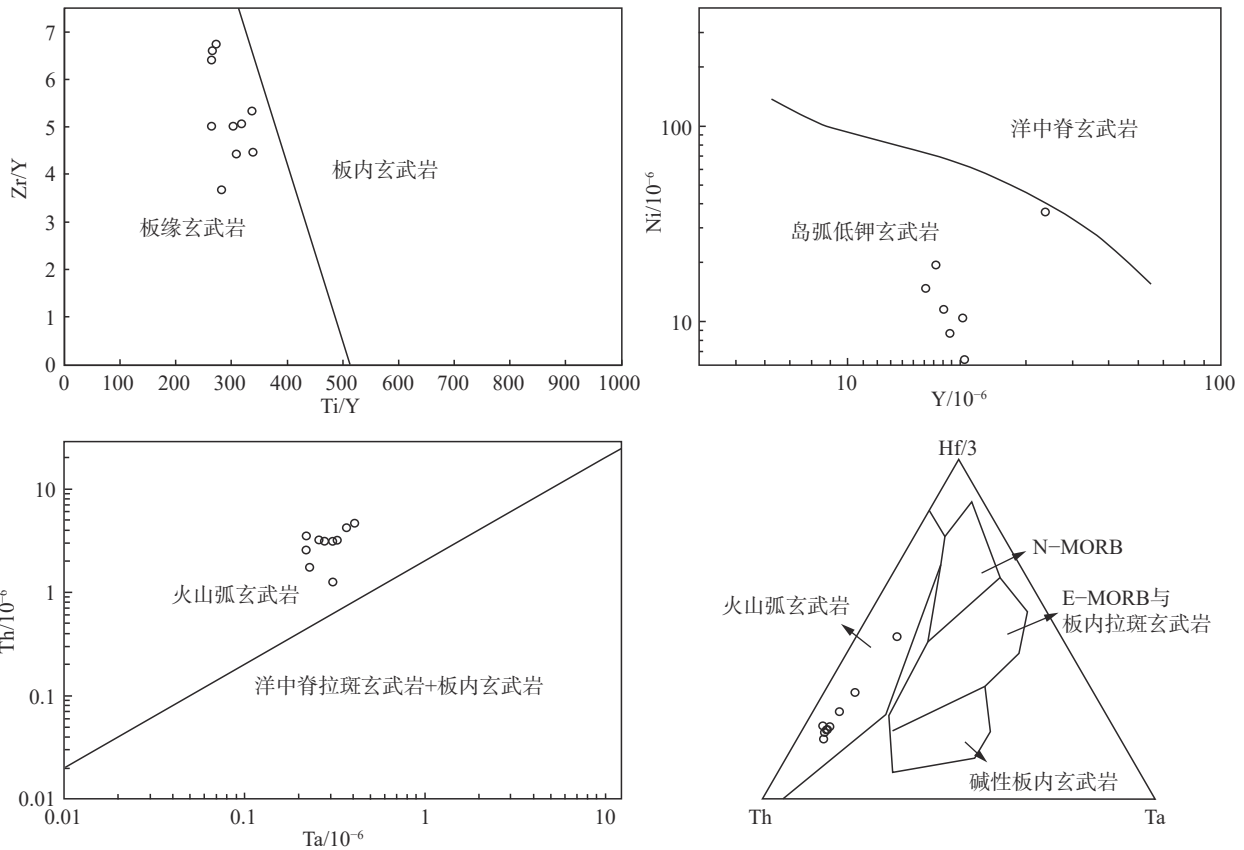 7
6
5
4
3
2
1
0
Zr/Y
板内玄武岩
板缘玄武岩
0
100
200
300
400
500
600
700
800
900
1000
Ti/Y
100
10
Ni/10⁻⁶
洋中脊玄武岩
岛弧低钾玄武岩
10
100
Y/10⁻⁶
10
1
0.1
0.01
Th/10⁻⁶
火山弧玄武岩
洋中脊拉斑玄武岩+板内玄武岩
0.01
0.1
1
10
Ta/10⁻⁶
Hf/3
N−MORB
E−MORB与
板内拉斑玄武岩
火山弧玄武岩
碱性板内玄武岩
Th
Ta